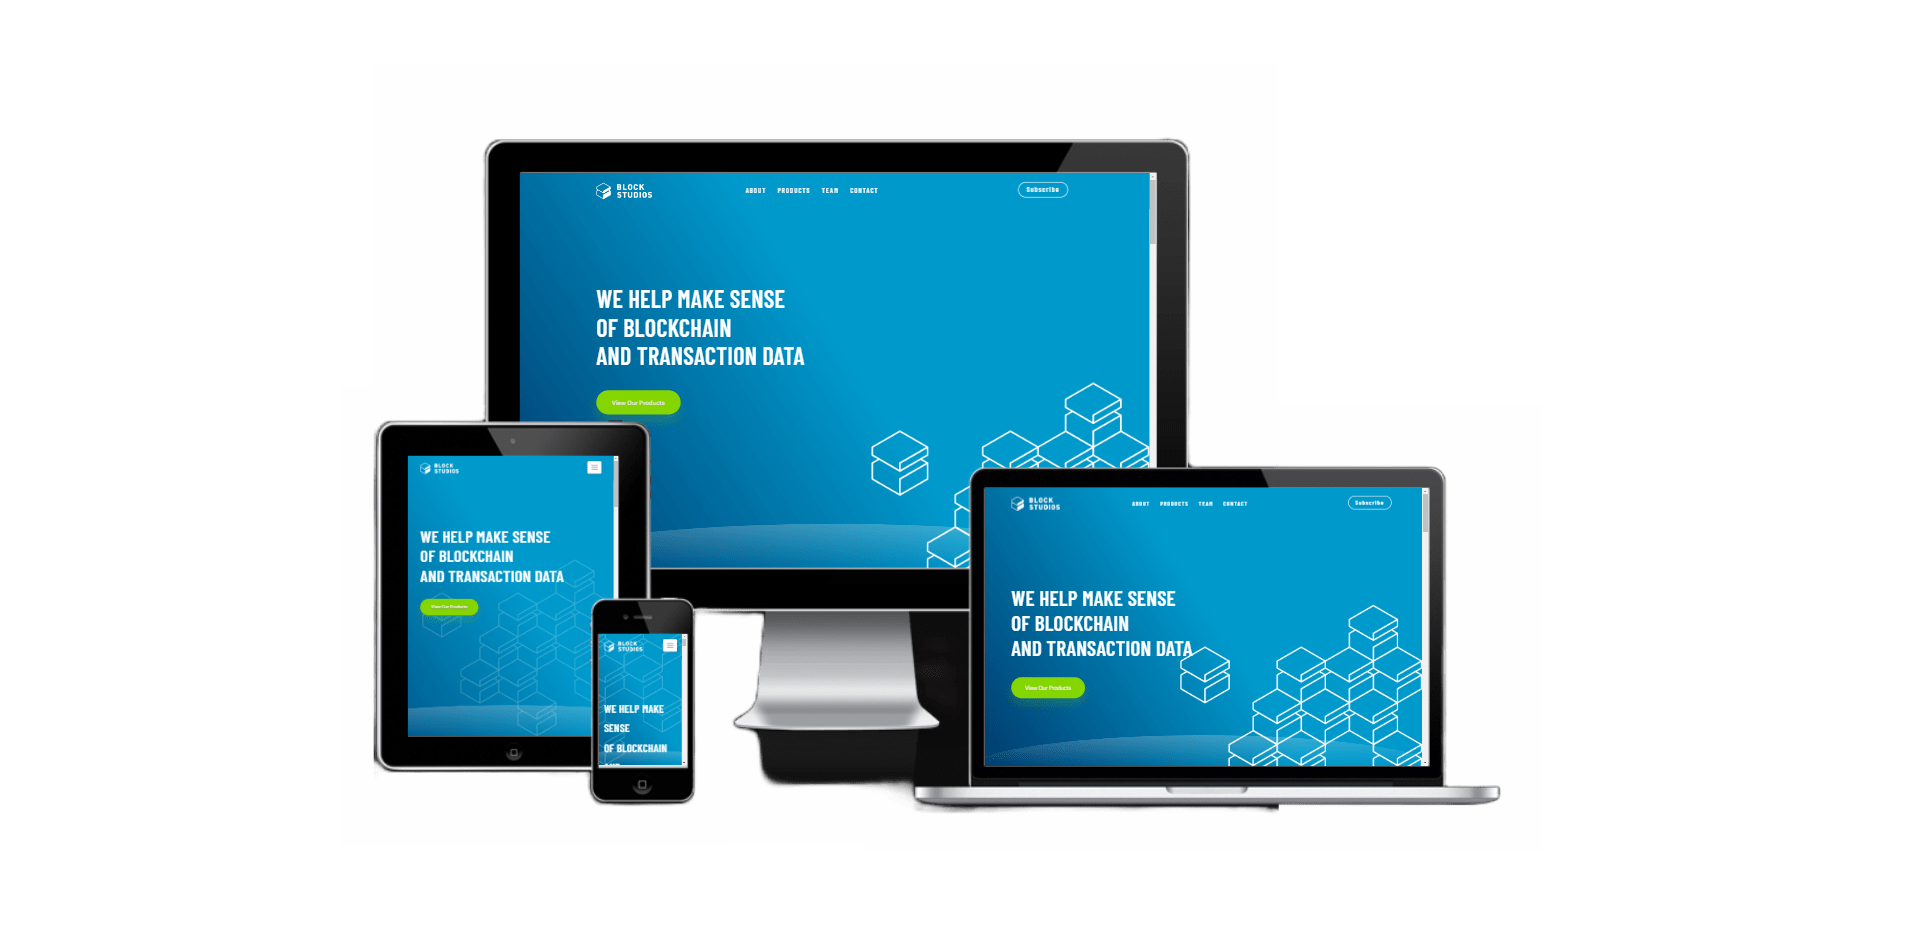 BLOCK
STUDIOS
ABOUT PRODUCTS TEAM CONTACT
Subscribe
WE HELP MAKE SENSE
OF BLOCKCHAIN
AND TRANSACTION DATA
View Our Products
BLOCK
STUDIOS
WE HELP MAKE SENSE
OF BLOCKCHAIN
AND TRANSACTION DATA
View Our Products
BLOCK
STUDIOS
WE HELP MAKE
SENSE
OF BLOCKCHAIN
BLOCK
STUDIOS
ABOUT PRODUCTS TEAM CONTACT
Subscribe
WE HELP MAKE SENSE
OF BLOCKCHAIN
AND TRANSACTION DATA
View Our Products